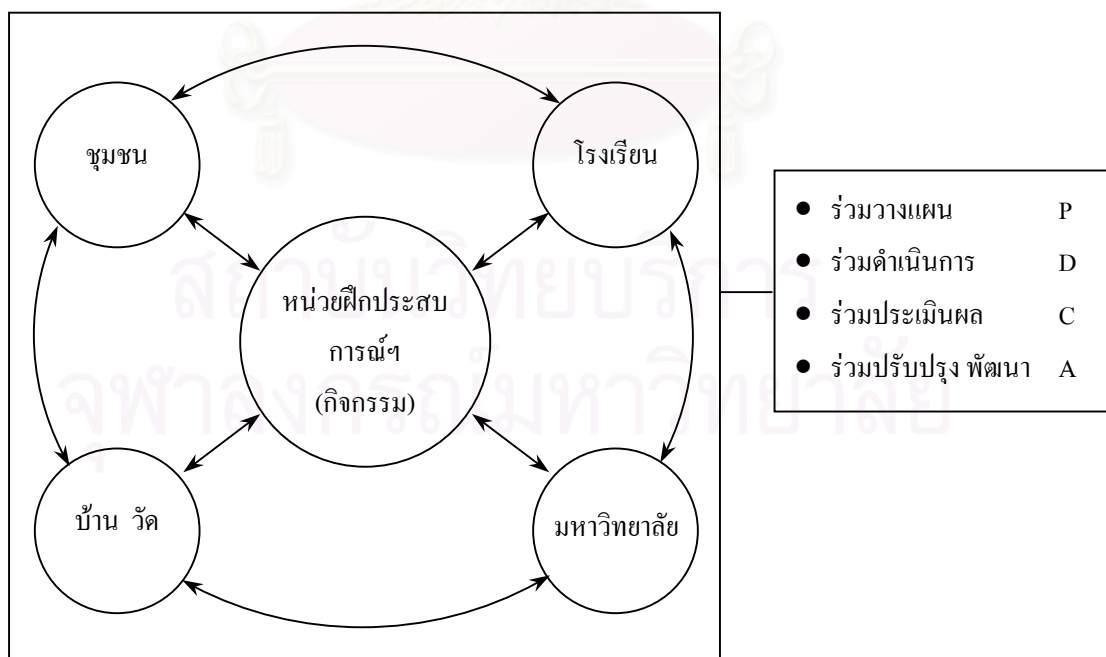 ชุมชน
โรงเรียน
หน่วยฝึกประสบ
การณ์ฯ
(กิจกรรม)
บ้าน วัด
มหาวิทยาลัย
● ร่วมวางแผน P
● ร่วมดำเนินการ D
● ร่วมประเมินผล C
● ร่วมปรับปรุง พัฒนา A
สถาบันวิทยบริการ
จุฬาลงกรณ์มหาวิทยาลัย